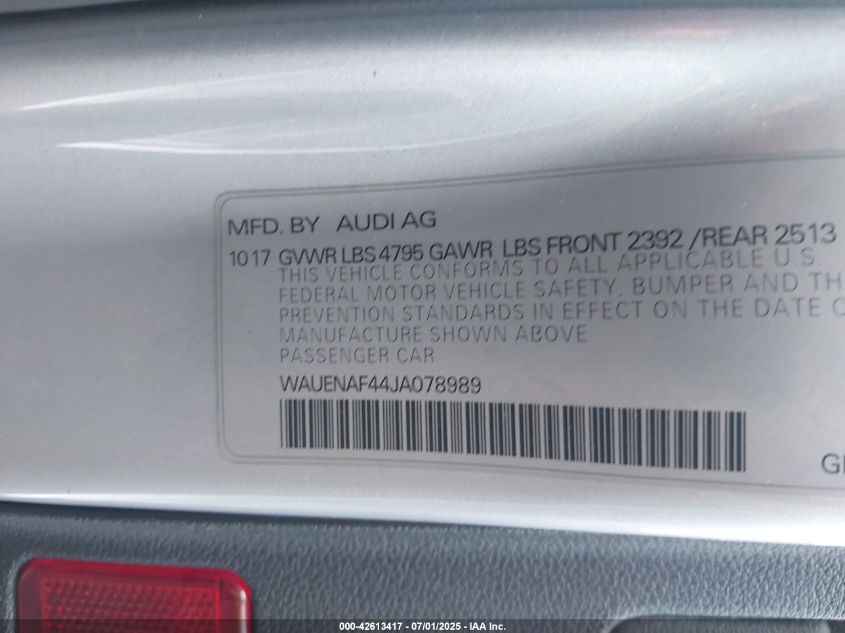 MFD. BY AUDI AG
10 17 GVWR LBS 4795 GAWR LBS FRONT 2392 /REAR 2513
THIS VEHICLE CONFORMS TO ALL APPLICABLE U.S.
FEDERAL MOTOR VEHICLE SAFETY, BUMPER AND
PREVENTION STANDARDS IN EFFECT ON THE DATE
MANUFACTURE SHOWN ABOVE
PASSENGER CAR
WAUENAF44JA078989
000-42613417 - 07/01/2025 - IAA Inc.